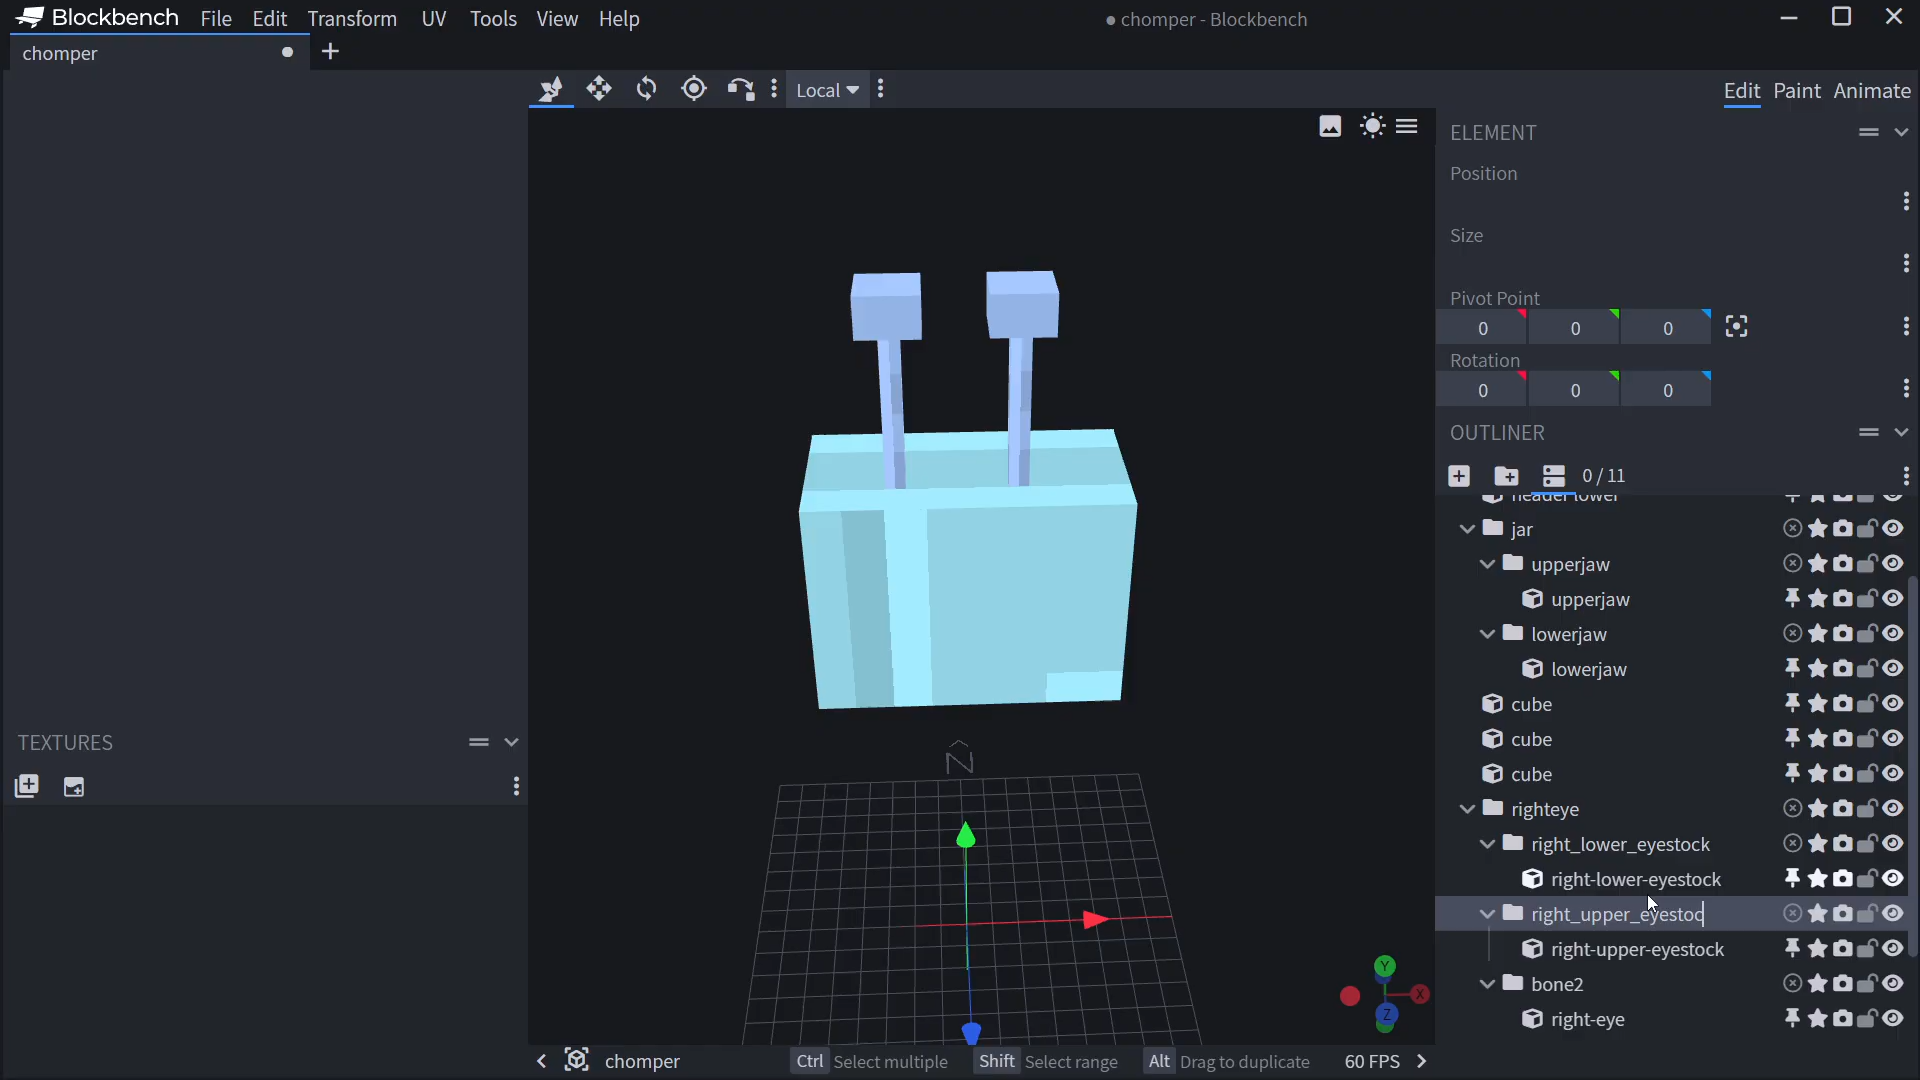 Blockbench File Edit Transform UV Tools View Help
● chomper - Blockbench
chomper
Local
Edit Paint Animate
ELEMENT
Position
Size
Pivot Point
0 0 0
Rotation
0 0 0
OUTLINER
0 / 11
header lower
jar
upperjaw
upperjaw
lowerjaw
lowerjaw
cube
cube
cube
righteye
right_lower_eyestock
right-lower-eyestock
right_upper_eyestoc
right-upper-eyestock
bone2
right-eye
TEXTURES
N
Y
X
Z
chomper
Ctrl Select multiple Shift Select range Alt Drag to duplicate 60 FPS